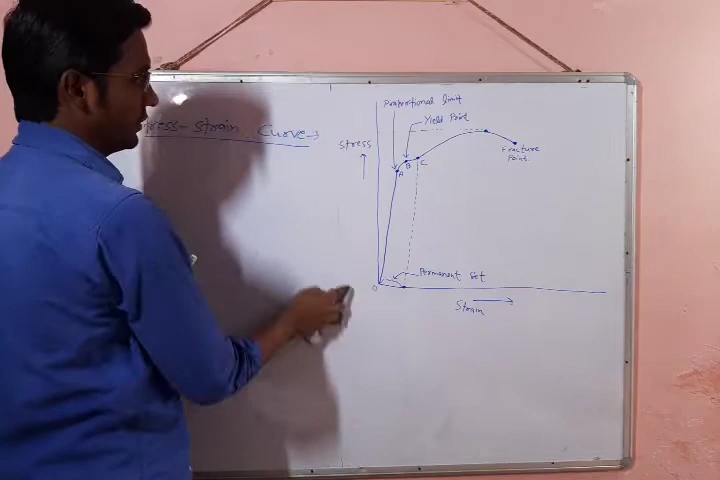 Stress-Strain Curve→
Proportional limit
Yield Point
Stress
A
B
C
Fracture
Point.
Permanent Set
O
Strain